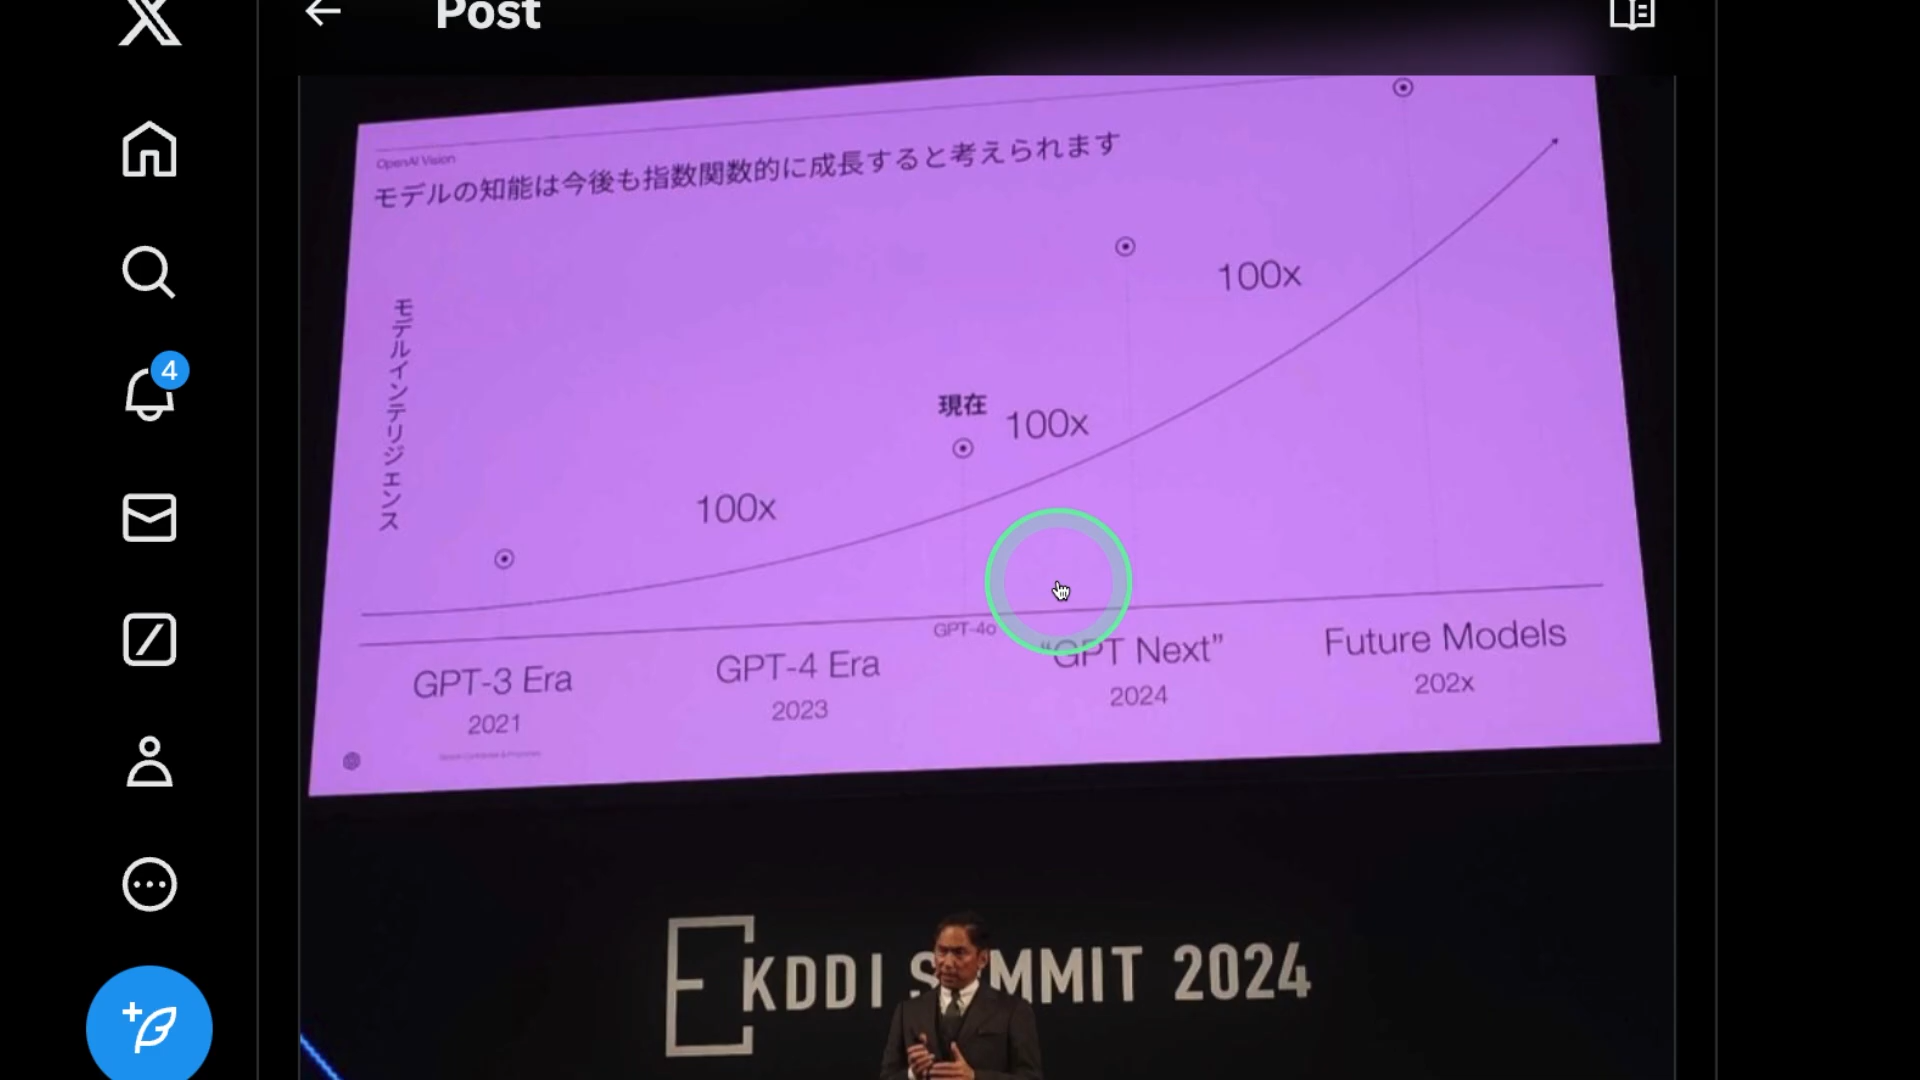 Post
4
OpenAI Vision
モデルの知能は今後も指数関数的に成長すると考えられます
モデルインテリジェンス
100x
現在
100x
100x
GPT-4o
GPT-3 Era
2021
GPT-4 Era
2023
“GPT Next”
2024
Future Models
202x
KDDI SUMMIT 2024